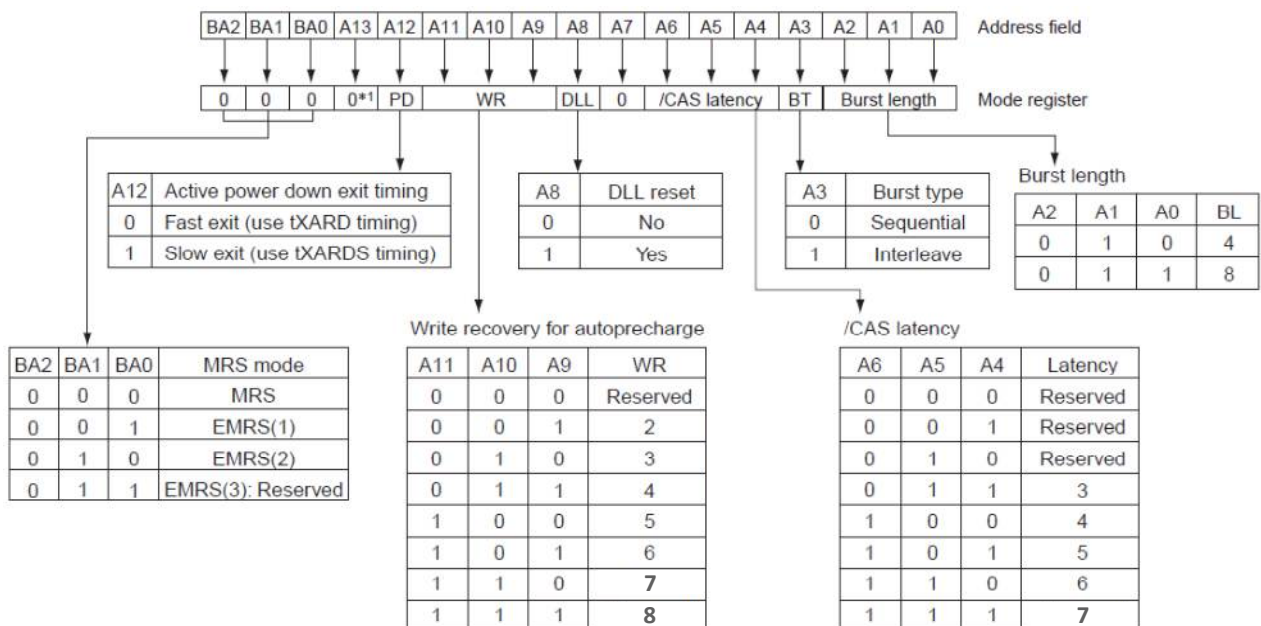 BA2 BA1 BA0 A13 A12 A11 A10 A9 A8 A7 A6 A5 A4 A3 A2 A1 A0 Address field
0 0 0 0*1 PD WR DLL 0 /CAS latency BT Burst length Mode register
A12 Active power down exit timing
0 Fast exit (use tXARD timing)
1 Slow exit (use tXARDS timing)
A8 DLL reset
0 No
1 Yes
A3 Burst type
0 Sequential
1 Interleave
Burst length
A2 A1 A0 BL
0 1 0 4
0 1 1 8
BA2 BA1 BA0 MRS mode
0 0 0 MRS
0 0 1 EMRS(1)
0 1 0 EMRS(2)
0 1 1 EMRS(3): Reserved
Write recovery for autoprecharge
A11 A10 A9 WR
0 0 0 Reserved
0 0 1 2
0 1 0 3
0 1 1 4
1 0 0 5
1 0 1 6
1 1 0 7
1 1 1 8
/CAS latency
A6 A5 A4 Latency
0 0 0 Reserved
0 0 1 Reserved
0 1 0 Reserved
0 1 1 3
1 0 0 4
1 0 1 5
1 1 0 6
1 1 1 7